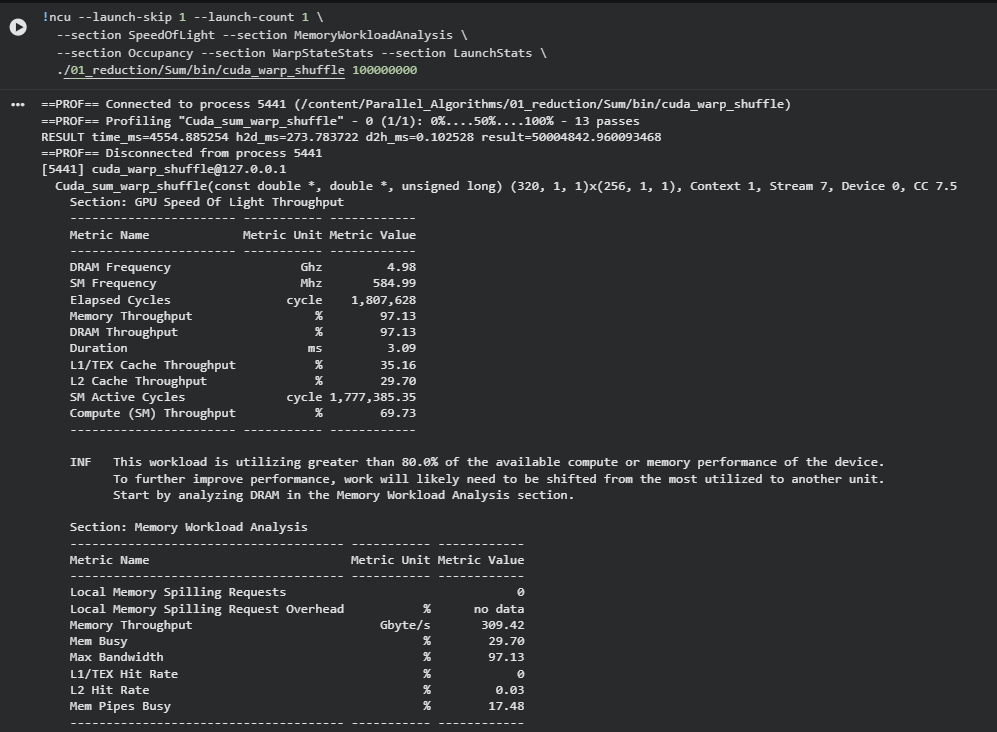 !ncu --launch-skip 1 --launch-count 1 \
--section SpeedOfLight --section MemoryWorkloadAnalysis \
--section Occupancy --section WarpStateStats --section LaunchStats \
./01_reduction/Sum/bin/cuda_warp_shuffle 100000000
==PROF== Connected to process 5441 (/content/Parallel_Algorithms/01_reduction/Sum/bin/cuda_warp_shuffle)
==PROF== Profiling "Cuda_sum_warp_shuffle" - 0 (1/1): 0%....50%....100% - 13 passes
RESULT time_ms=4554.885254 h2d_ms=273.783722 d2h_ms=0.102528 result=50004842.960093468
==PROF== Disconnected from process 5441
[5441] cuda_warp_shuffle@127.0.0.1
Cuda_sum_warp_shuffle(const double *, double *, unsigned long) (320, 1, 1)x(256, 1, 1), Context 1, Stream 7, Device 0, CC 7.5
Section: GPU Speed Of Light Throughput
----------------------- ----------- ------------
Metric Name Metric Unit Metric Value
----------------------- ----------- ------------
DRAM Frequency Ghz 4.98
SM Frequency Mhz 584.99
Elapsed Cycles cycle 1,807,628
Memory Throughput % 97.13
DRAM Throughput % 97.13
Duration ms 3.09
L1/TEX Cache Throughput % 35.16
L2 Cache Throughput % 29.70
SM Active Cycles cycle 1,777,385.35
Compute (SM) Throughput % 69.73
----------------------- ----------- ------------
INF This workload is utilizing greater than 80.0% of the available compute or memory performance of the device.
To further improve performance, work will likely need to be shifted from the most utilized to another unit.
Start by analyzing DRAM in the Memory Workload Analysis section.
Section: Memory Workload Analysis
-------------------------------------- ----------- ------------
Metric Name Metric Unit Metric Value
-------------------------------------- ----------- ------------
Local Memory Spilling Requests 0
Local Memory Spilling Request Overhead % no data
Memory Throughput Gbyte/s 309.42
Mem Busy % 29.70
Max Bandwidth % 97.13
L1/TEX Hit Rate % 0
L2 Hit Rate % 0.03
Mem Pipes Busy % 17.48
-------------------------------------- ----------- ------------